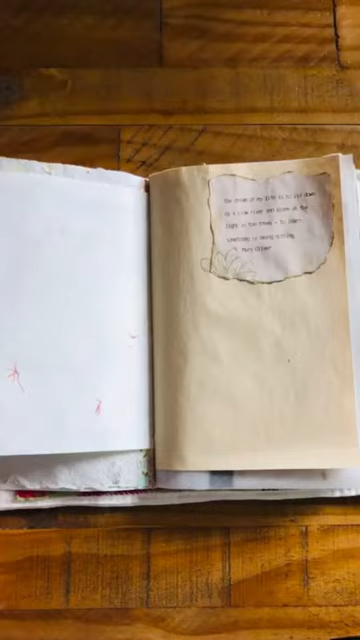 the dream of my life is to lie down
by a slow river and stare at the
light in the trees - to learn
something by being nothing
Mary Oliver